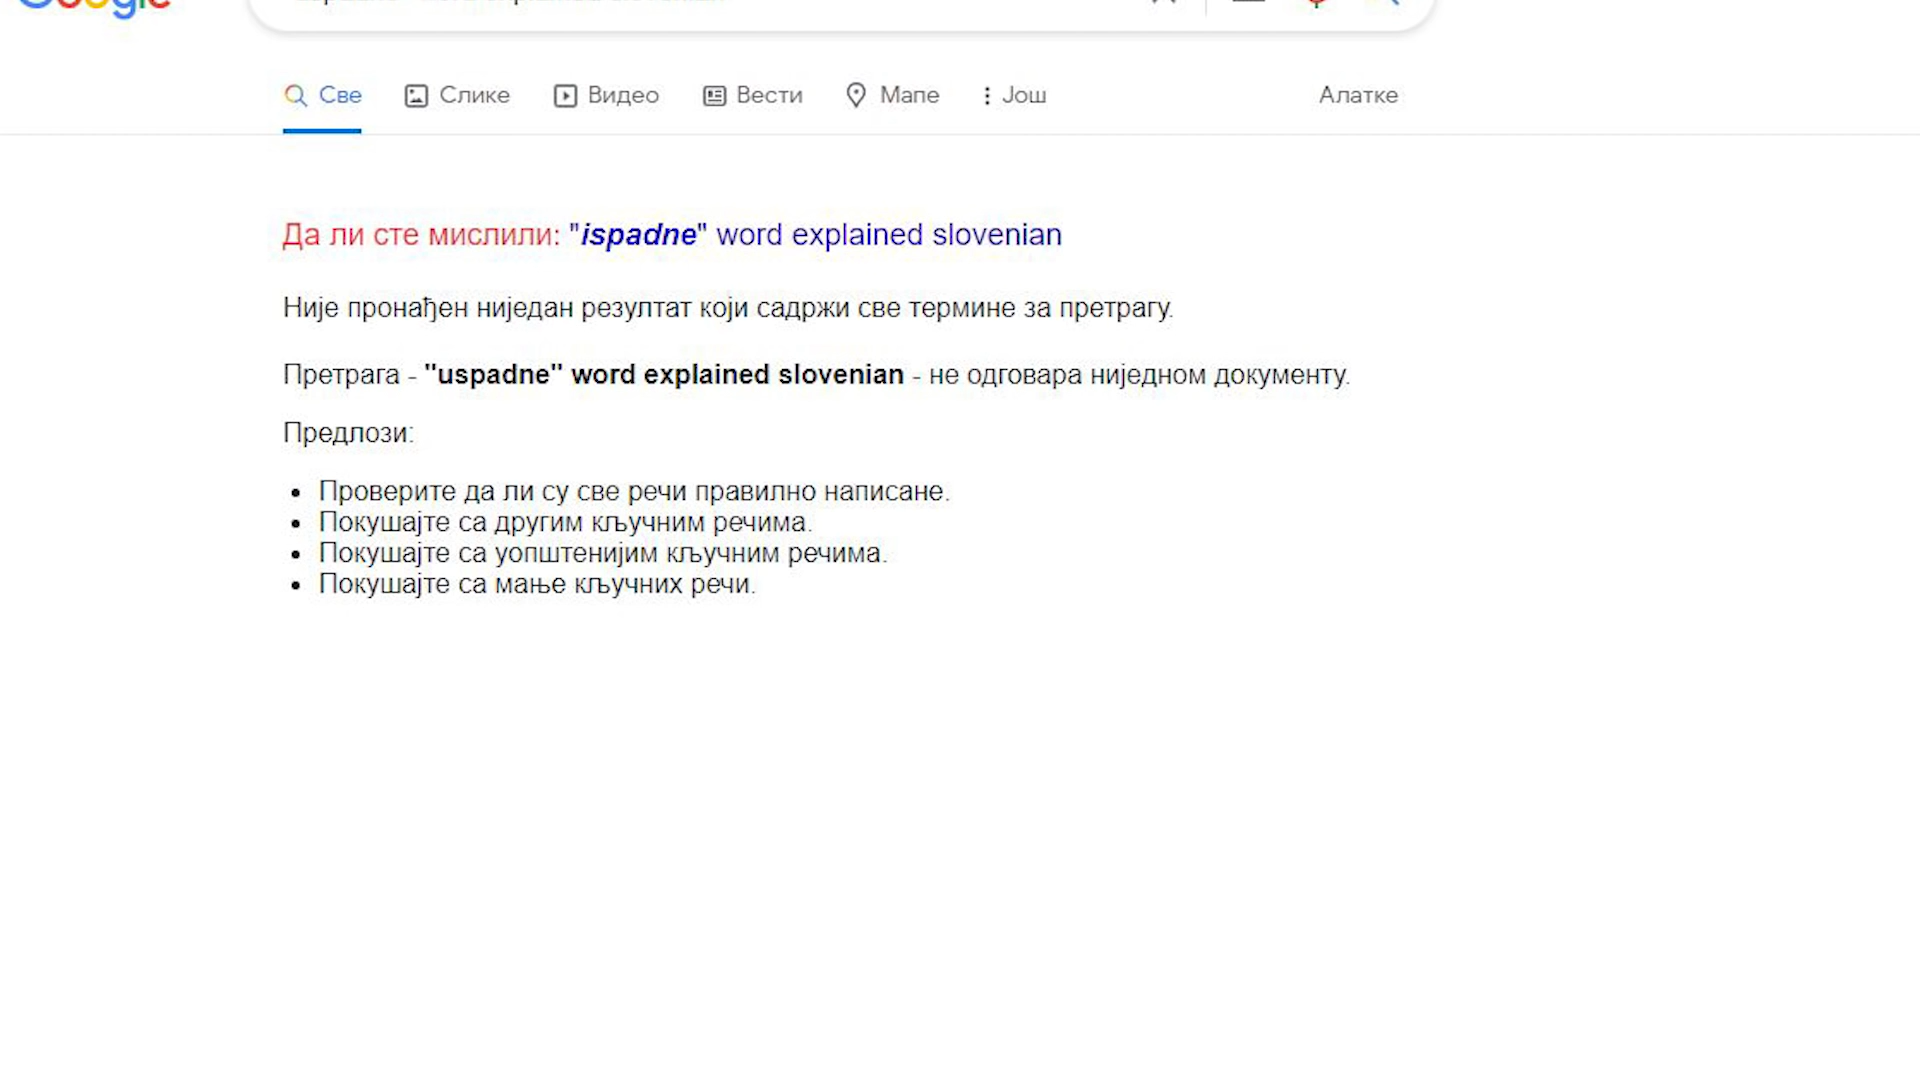 Све Слике Видео Вести Мапе Још Алатке
Да ли сте мислили: "ispadne" word explained slovenian
Није пронађен ниједан резултат који садржи све термине за претрагу.
Претрага - "uspadne" word explained slovenian - не одговара ниједном документу.
Предлози:
Проверите да ли су све речи правилно написане.
Покушајте са другим кључним речима.
Покушајте са уопштенијим кључним речима.
Покушајте са мање кључних речи.